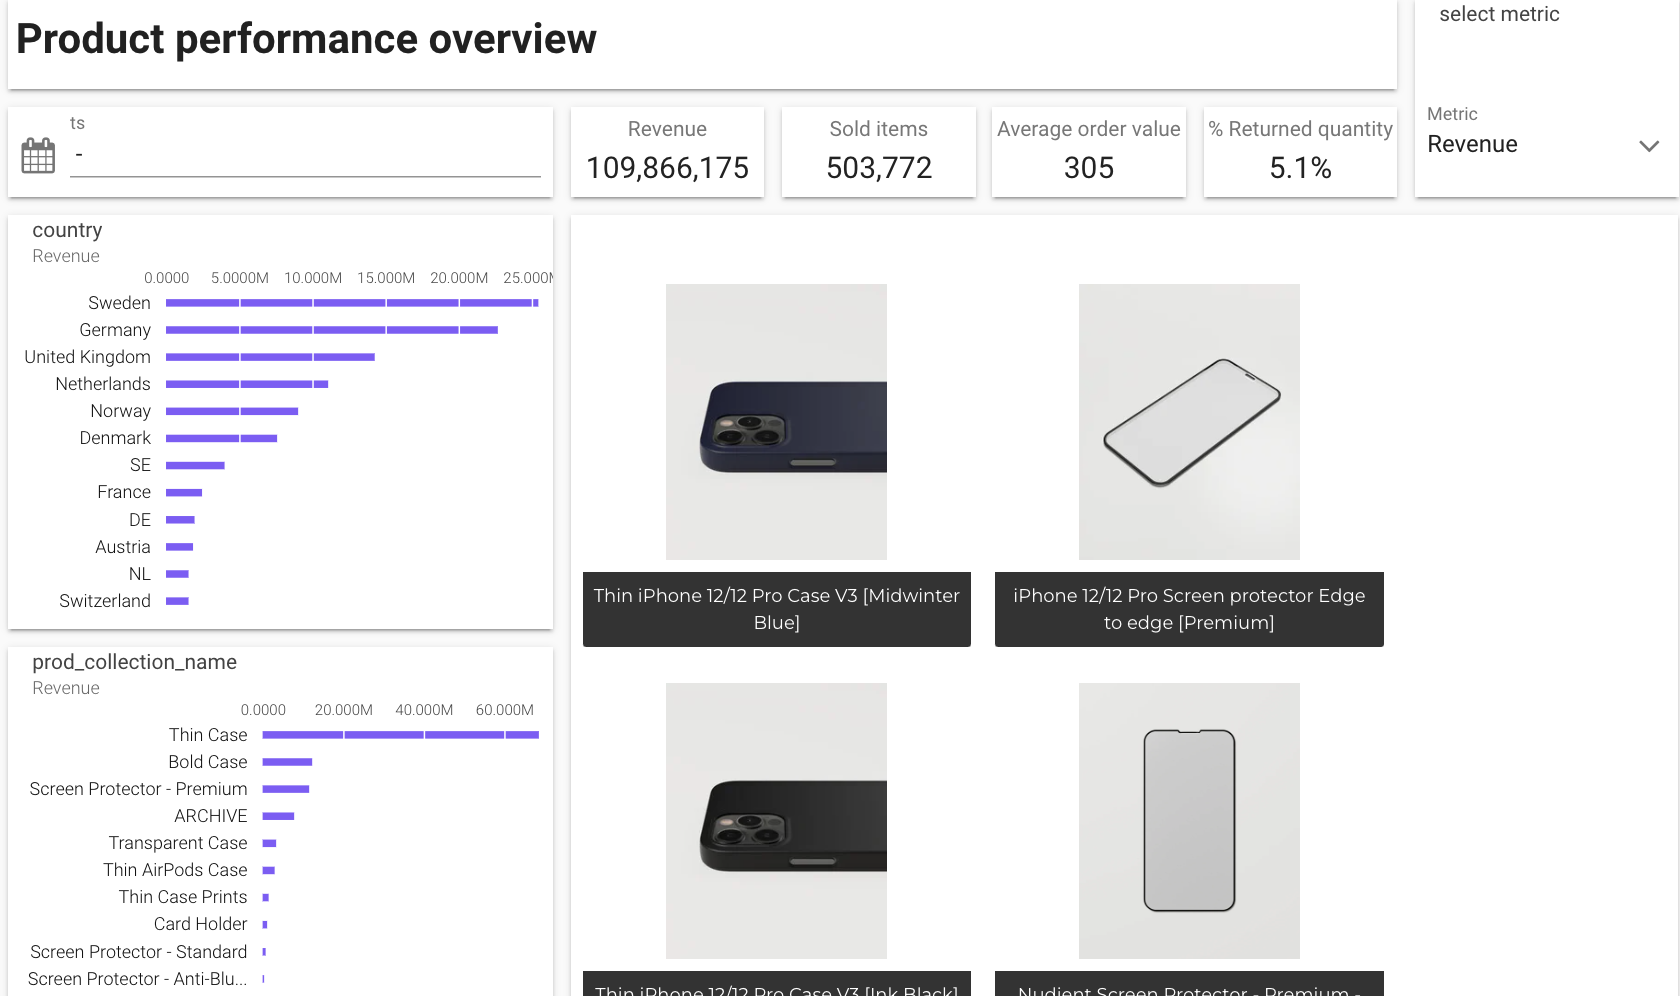 Product performance overview
select metric
ts
-
Revenue
109,866,175
Sold items
503,772
Average order value
305
% Returned quantity
5.1%
Metric
Revenue
country
Revenue
0.0000 5.0000M 10.000M 15.000M 20.000M 25.000M
Sweden
Germany
United Kingdom
Netherlands
Norway
Denmark
SE
France
DE
Austria
NL
Switzerland
prod_collection_name
Revenue
0.0000 20.000M 40.000M 60.000M
Thin Case
Bold Case
Screen Protector - Premium
ARCHIVE
Transparent Case
Thin AirPods Case
Thin Case Prints
Card Holder
Screen Protector - Standard
Screen Protector - Anti-Blu...
Thin iPhone 12/12 Pro Case V3 [Midwinter
Blue]
iPhone 12/12 Pro Screen protector Edge
to edge [Premium]
Thin iPhone 12/12 Pro Case V3 [Ink Black]
Nudient Screen Protector - Premium -